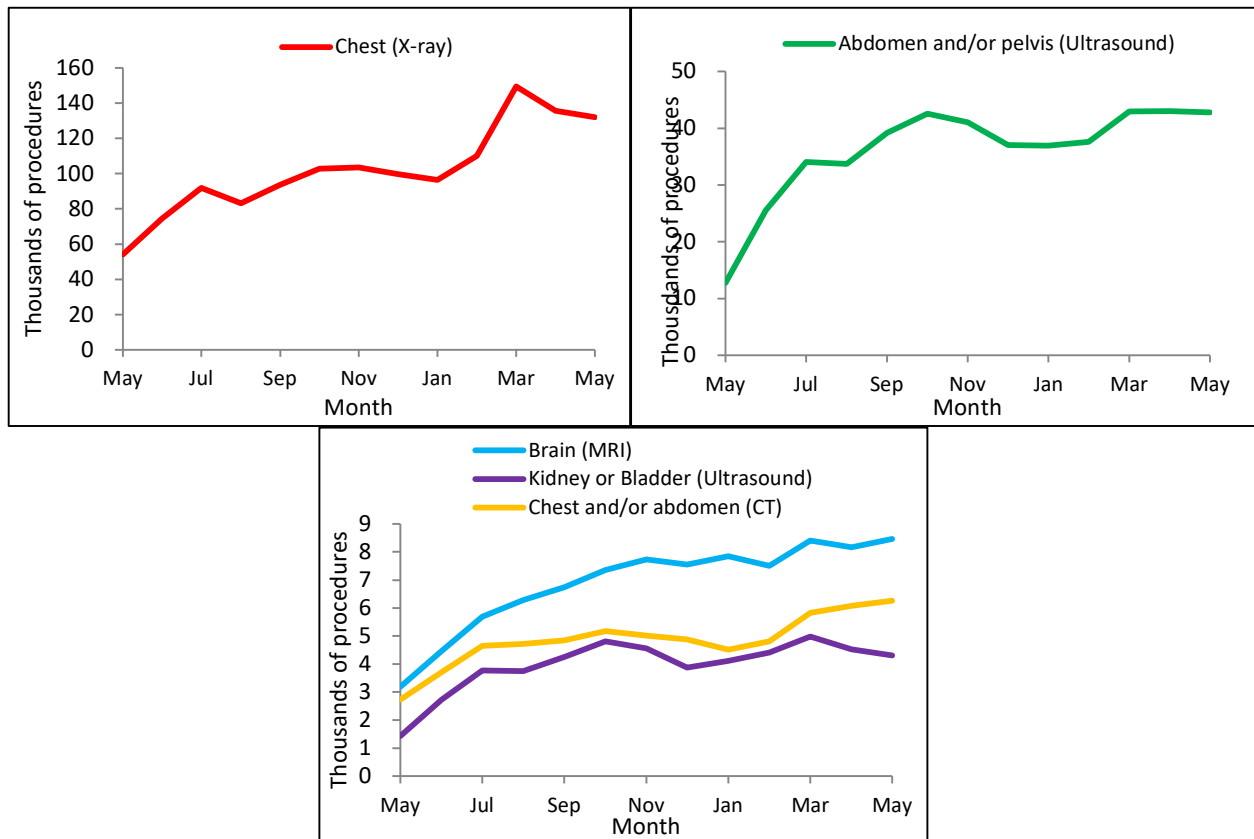 Chest (X-ray)
Thousands of procedures
160
140
120
100
80
60
40
20
0
May Jul Sep Nov Jan Mar May
Month
Abdomen and/or pelvis (Ultrasound)
Thousands of procedures
50
40
30
20
10
0
May Jul Sep Nov Jan Mar May
Month
Brain (MRI)
Kidney or Bladder (Ultrasound)
Chest and/or abdomen (CT)
Thousands of procedures
9
8
7
6
5
4
3
2
1
0
May Jul Sep Nov Jan Mar May
Month